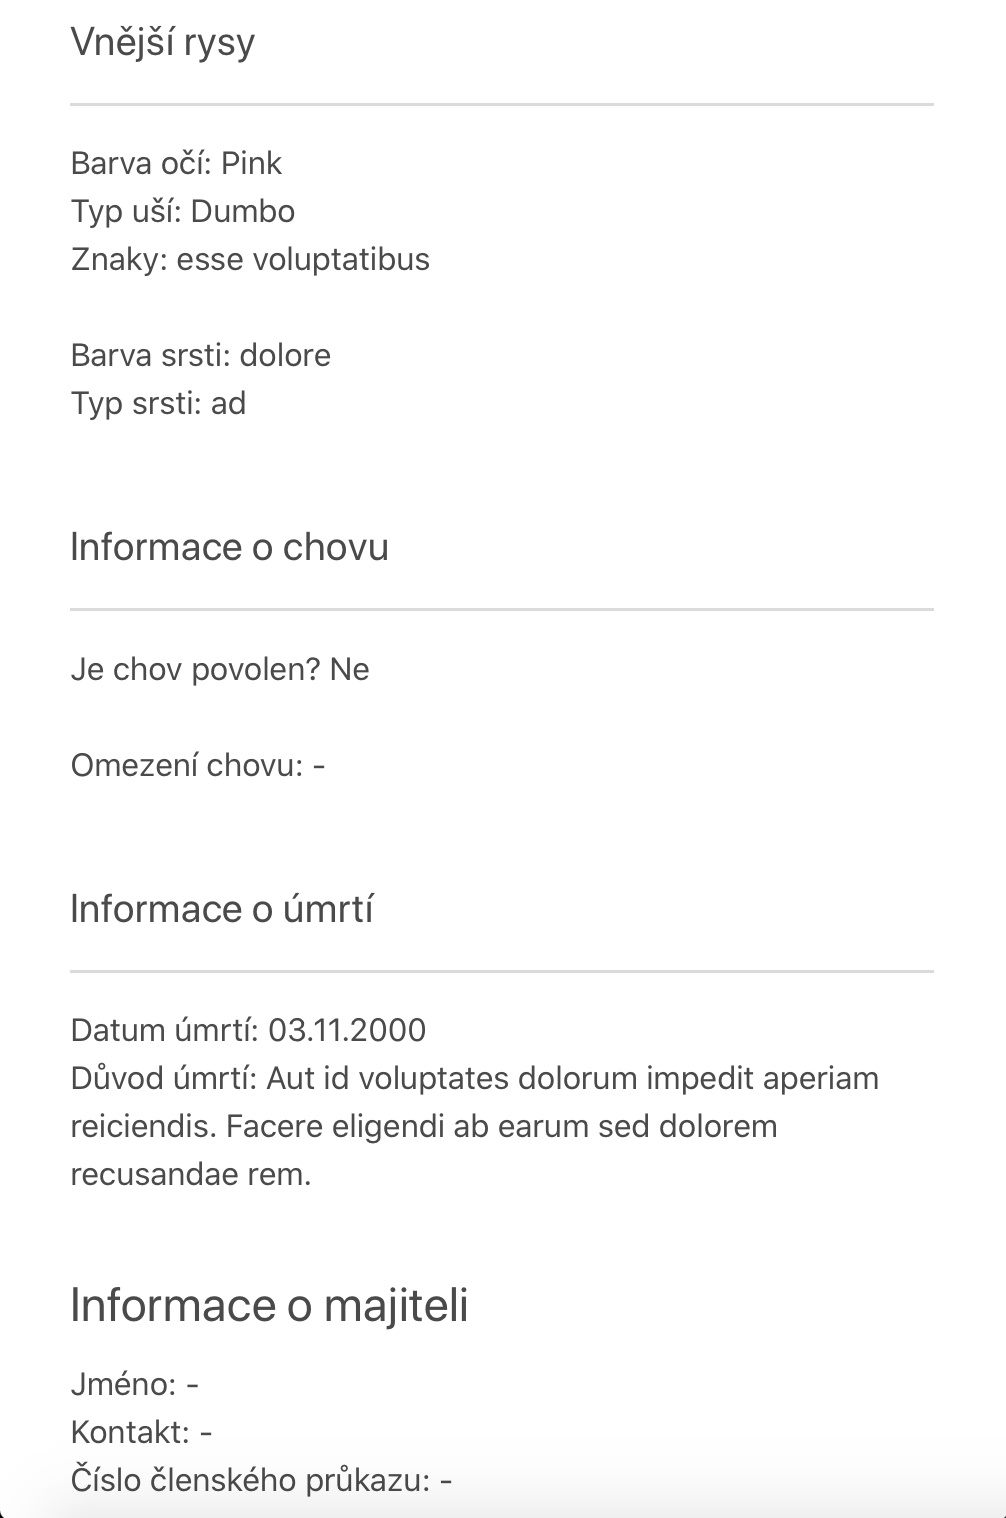 Vnější rysy
Barva očí: Pink
Typ uší: Dumbo
Znaky: esse voluptatibus
Barva srsti: dolore
Typ srsti: ad
Informace o chovu
Je chov povolen? Ne
Omezení chovu: -
Informace o úmrtí
Datum úmrtí: 03.11.2000
Důvod úmrtí: Aut id voluptates dolorum impedit aperiam
reiciendis. Facere eligendi ab earum sed dolorem
recusandae rem.
Informace o majiteli
Jméno: -
Kontakt: -
Číslo členského průkazu: -